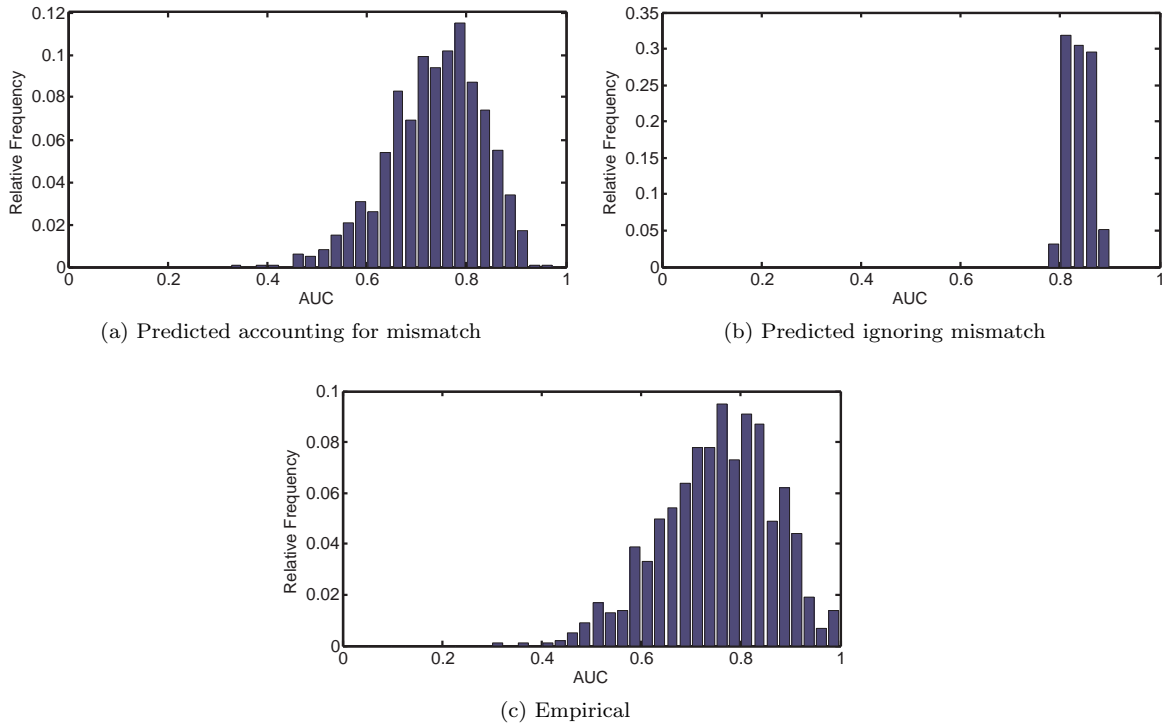 0.12
0.1
0.08
0.06
0.04
0.02
0
Relative Frequency
0 0.2 0.4 0.6 0.8 1
AUC
(a) Predicted accounting for mismatch
0.35
0.3
0.25
0.2
0.15
0.1
0.05
0
Relative Frequency
0 0.2 0.4 0.6 0.8 1
AUC
(b) Predicted ignoring mismatch
0.1
0.08
0.06
0.04
0.02
0
Relative Frequency
0 0.2 0.4 0.6 0.8 1
AUC
(c) Empirical